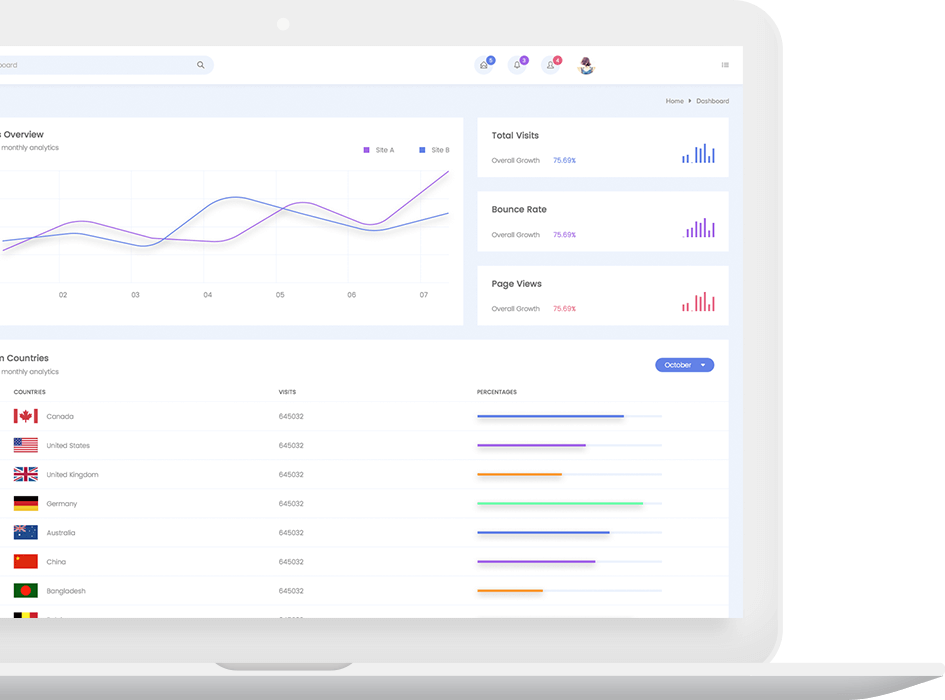 board
6
3
4
Home
Dashboard
s Overview
monthly analytics
Site A
Site B
02
03
04
05
06
07
Total Visits
Overall Growth 75.69%
Bounce Rate
Overall Growth 75.69%
Page Views
Overall Growth 75.69%
m Countries
monthly analytics
October
COUNTRIES VISITS PERCENTAGES
Canada 645032
United States 645032
United Kingdom 645032
Germany 645032
Australia 645032
China 645032
Bangladesh 645032